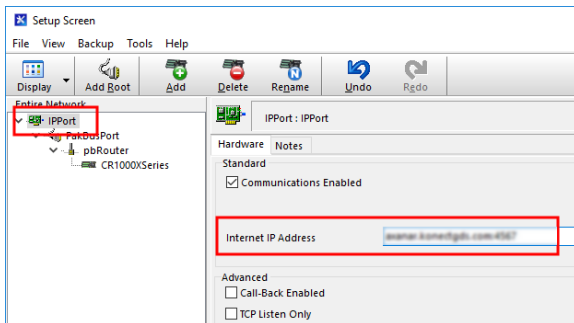 Setup Screen
File View Backup Tools Help
Display Add Root Add Delete Rename Undo Redo
Entire Network
IPPort
PakBusPort
pbRouter
CR1000XSeries
IPPort : IPPort
Hardware Notes
Standard
Communications Enabled
Internet IP Address
Advanced
Call-Back Enabled
TCP Listen Only